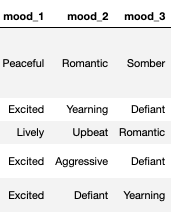 mood_1 mood_2 mood_3
Peaceful Romantic Somber
Excited Yearning Defiant
Lively Upbeat Romantic
Excited Aggressive Defiant
Excited Defiant Yearning